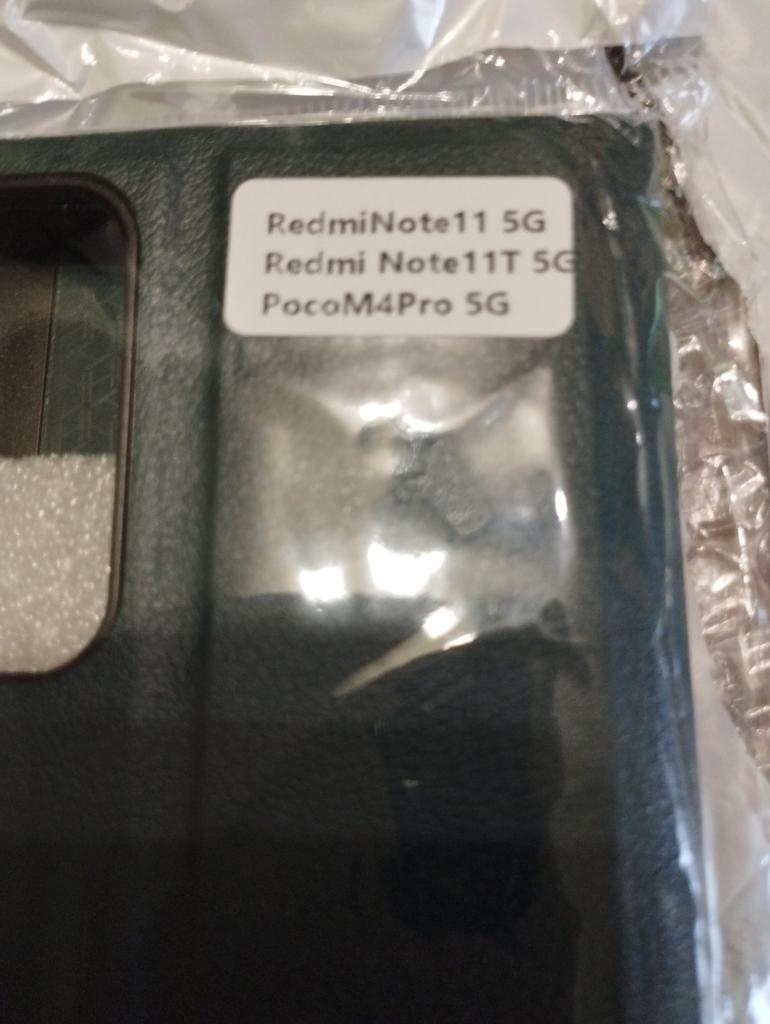 RedmiNote11 5G
Redmi Note11T 5G
PocoM4Pro 5G